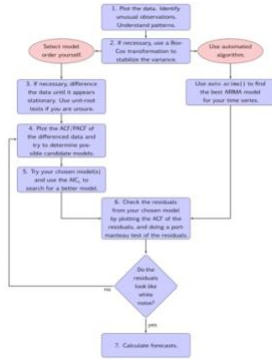 1. Plot the data. Identify
unusual observations.
Understand patterns.
Select model
order yourself.
2. If necessary, use a Box-
Cox transformation to
stabilize the variance.
Use automated
algorithm.
3. If necessary, difference
the data until it appears
stationary. Use unit-root
tests if you are unsure.
Use auto.arima() to find
the best ARIMA model
for your time series.
4. Plot the ACF/PACF of
the differenced data and
try to determine pos-
sible candidate models.
5. Try your chosen model(s)
and use the AICc to
search for a better model.
6. Check the residuals
from your chosen model
by plotting the ACF of
the residuals, and doing a port-
manteau test of the residuals.
Do the
residuals
look like
white
noise?
no
yes
7. Calculate forecasts.